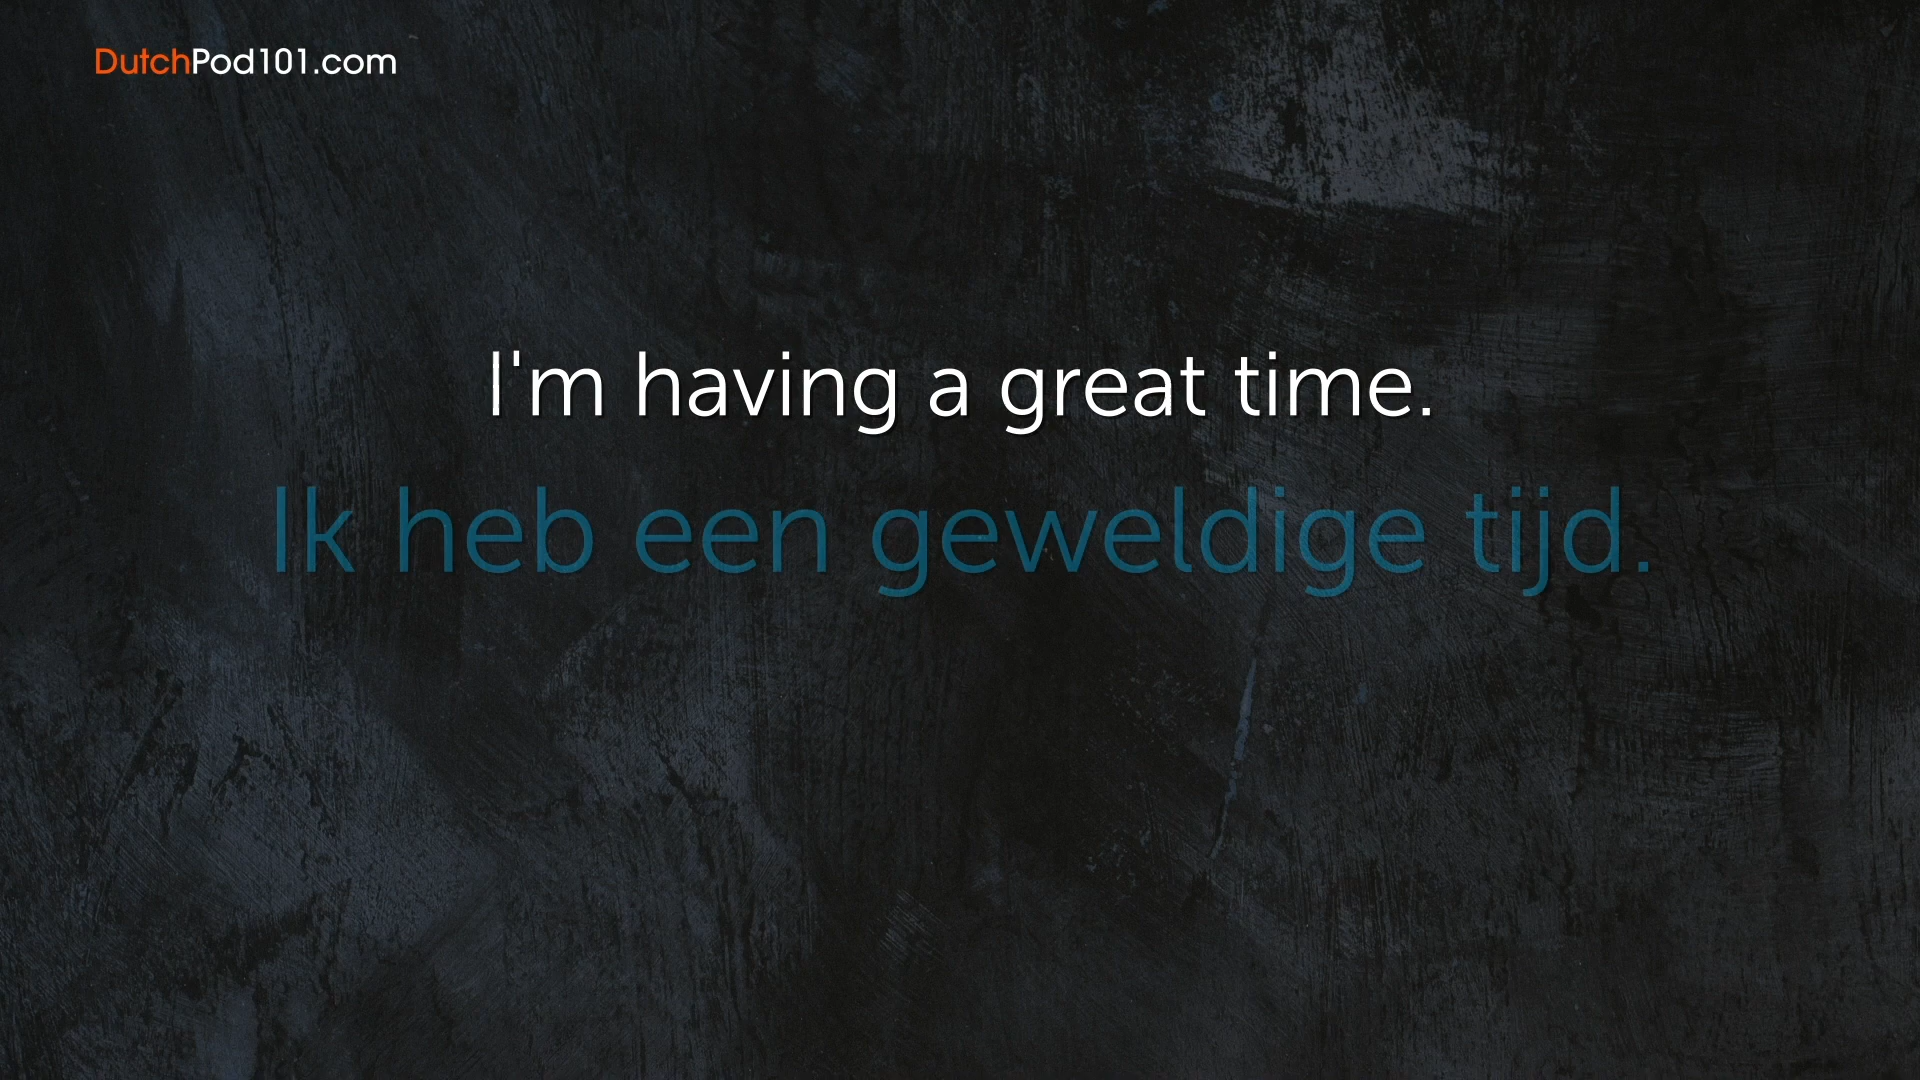 DutchPod101.com
I'm having a great time.
Ik heb een geweldige tijd.